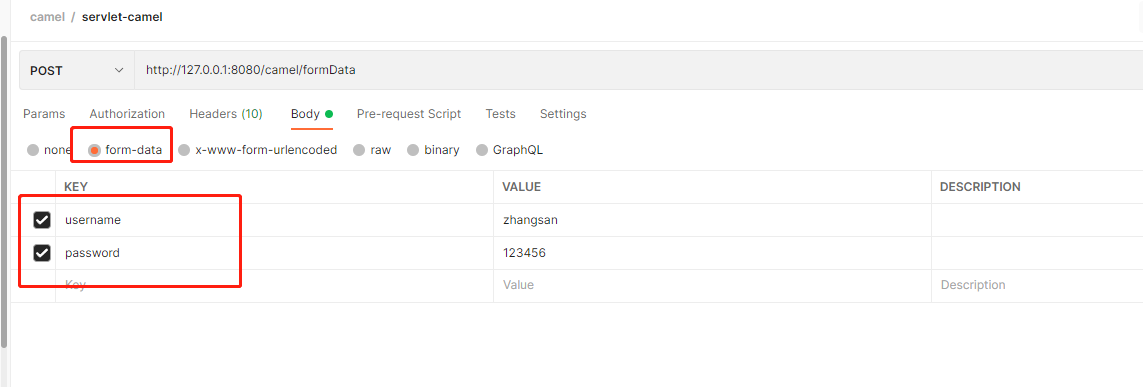 camel / servlet-camel
POST http://127.0.0.1:8080/camel/formData
Params Authorization Headers (10) Body Pre-request Script Tests Settings
none form-data x-www-form-urlencoded raw binary GraphQL
KEY VALUE DESCRIPTION
username zhangsan
password 123456
Key Value Description